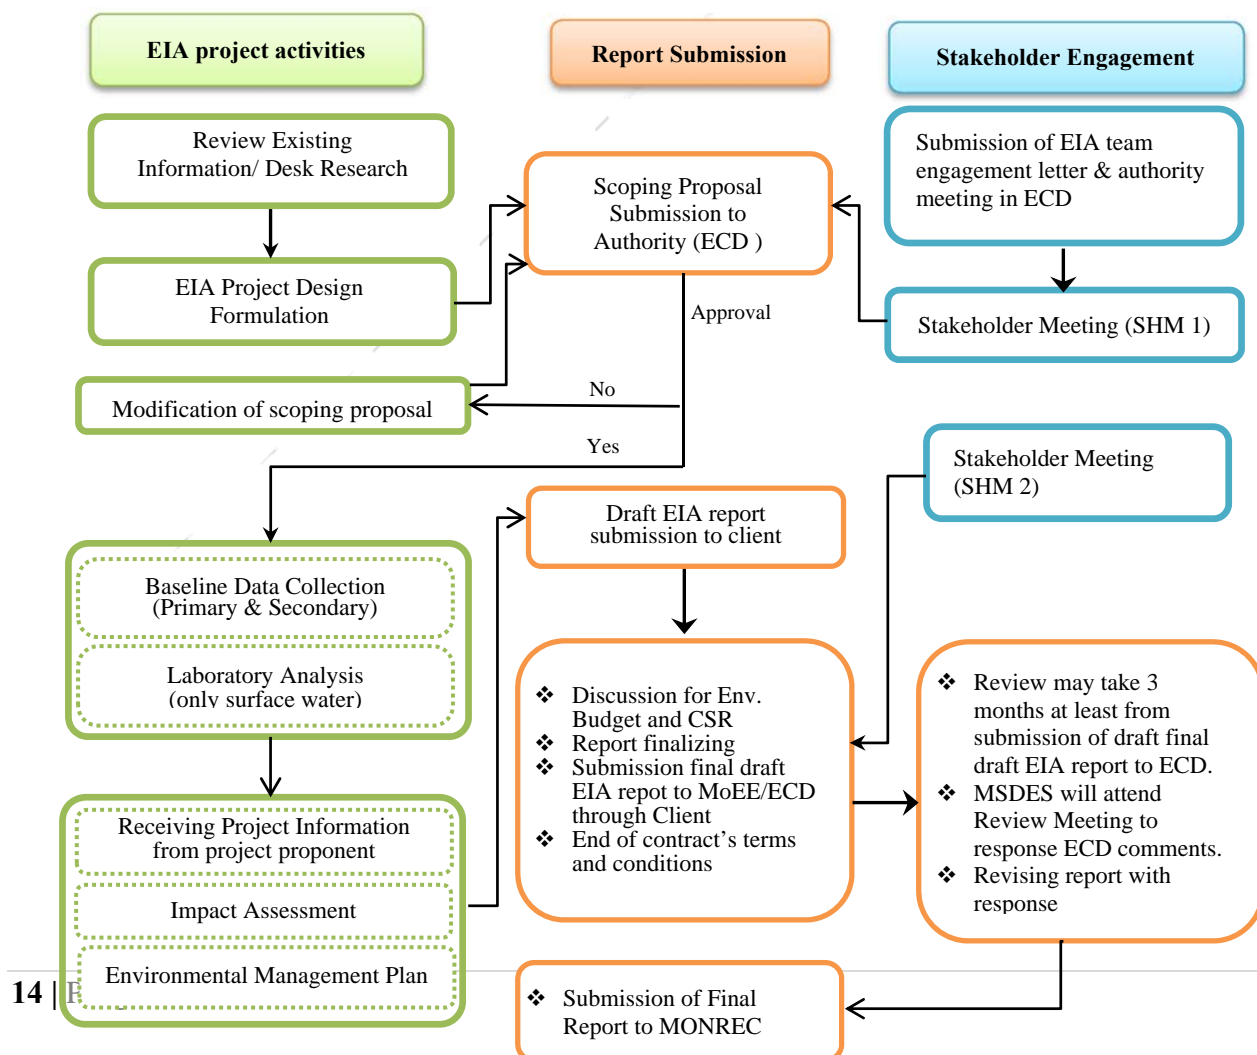 EIA project activities
Report Submission
Stakeholder Engagement
Review Existing
Information/ Desk Research
Scoping Proposal
Submission to
Authority (ECD )
Submission of EIA team
engagement letter & authority
meeting in ECD
EIA Project Design
Formulation
Approval
Stakeholder Meeting (SHM 1)
Modification of scoping proposal
No
Yes
Stakeholder Meeting
(SHM 2)
Draft EIA report
submission to client
Baseline Data Collection
(Primary & Secondary)
Laboratory Analysis
(only surface water)
❖ Discussion for Env.
Budget and CSR
❖ Report finalizing
❖ Submission final draft
EIA repot to MoEE/ECD
through Client
❖ End of contract's terms
and conditions
❖ Review may take 3
months at least from
submission of draft final
draft EIA report to ECD.
❖ MSDES will attend
Review Meeting to
response ECD comments.
❖ Revising report with
response
Receiving Project Information
from project proponent
Impact Assessment
Environmental Management Plan
❖ Submission of Final
Report to MONREC
14 |